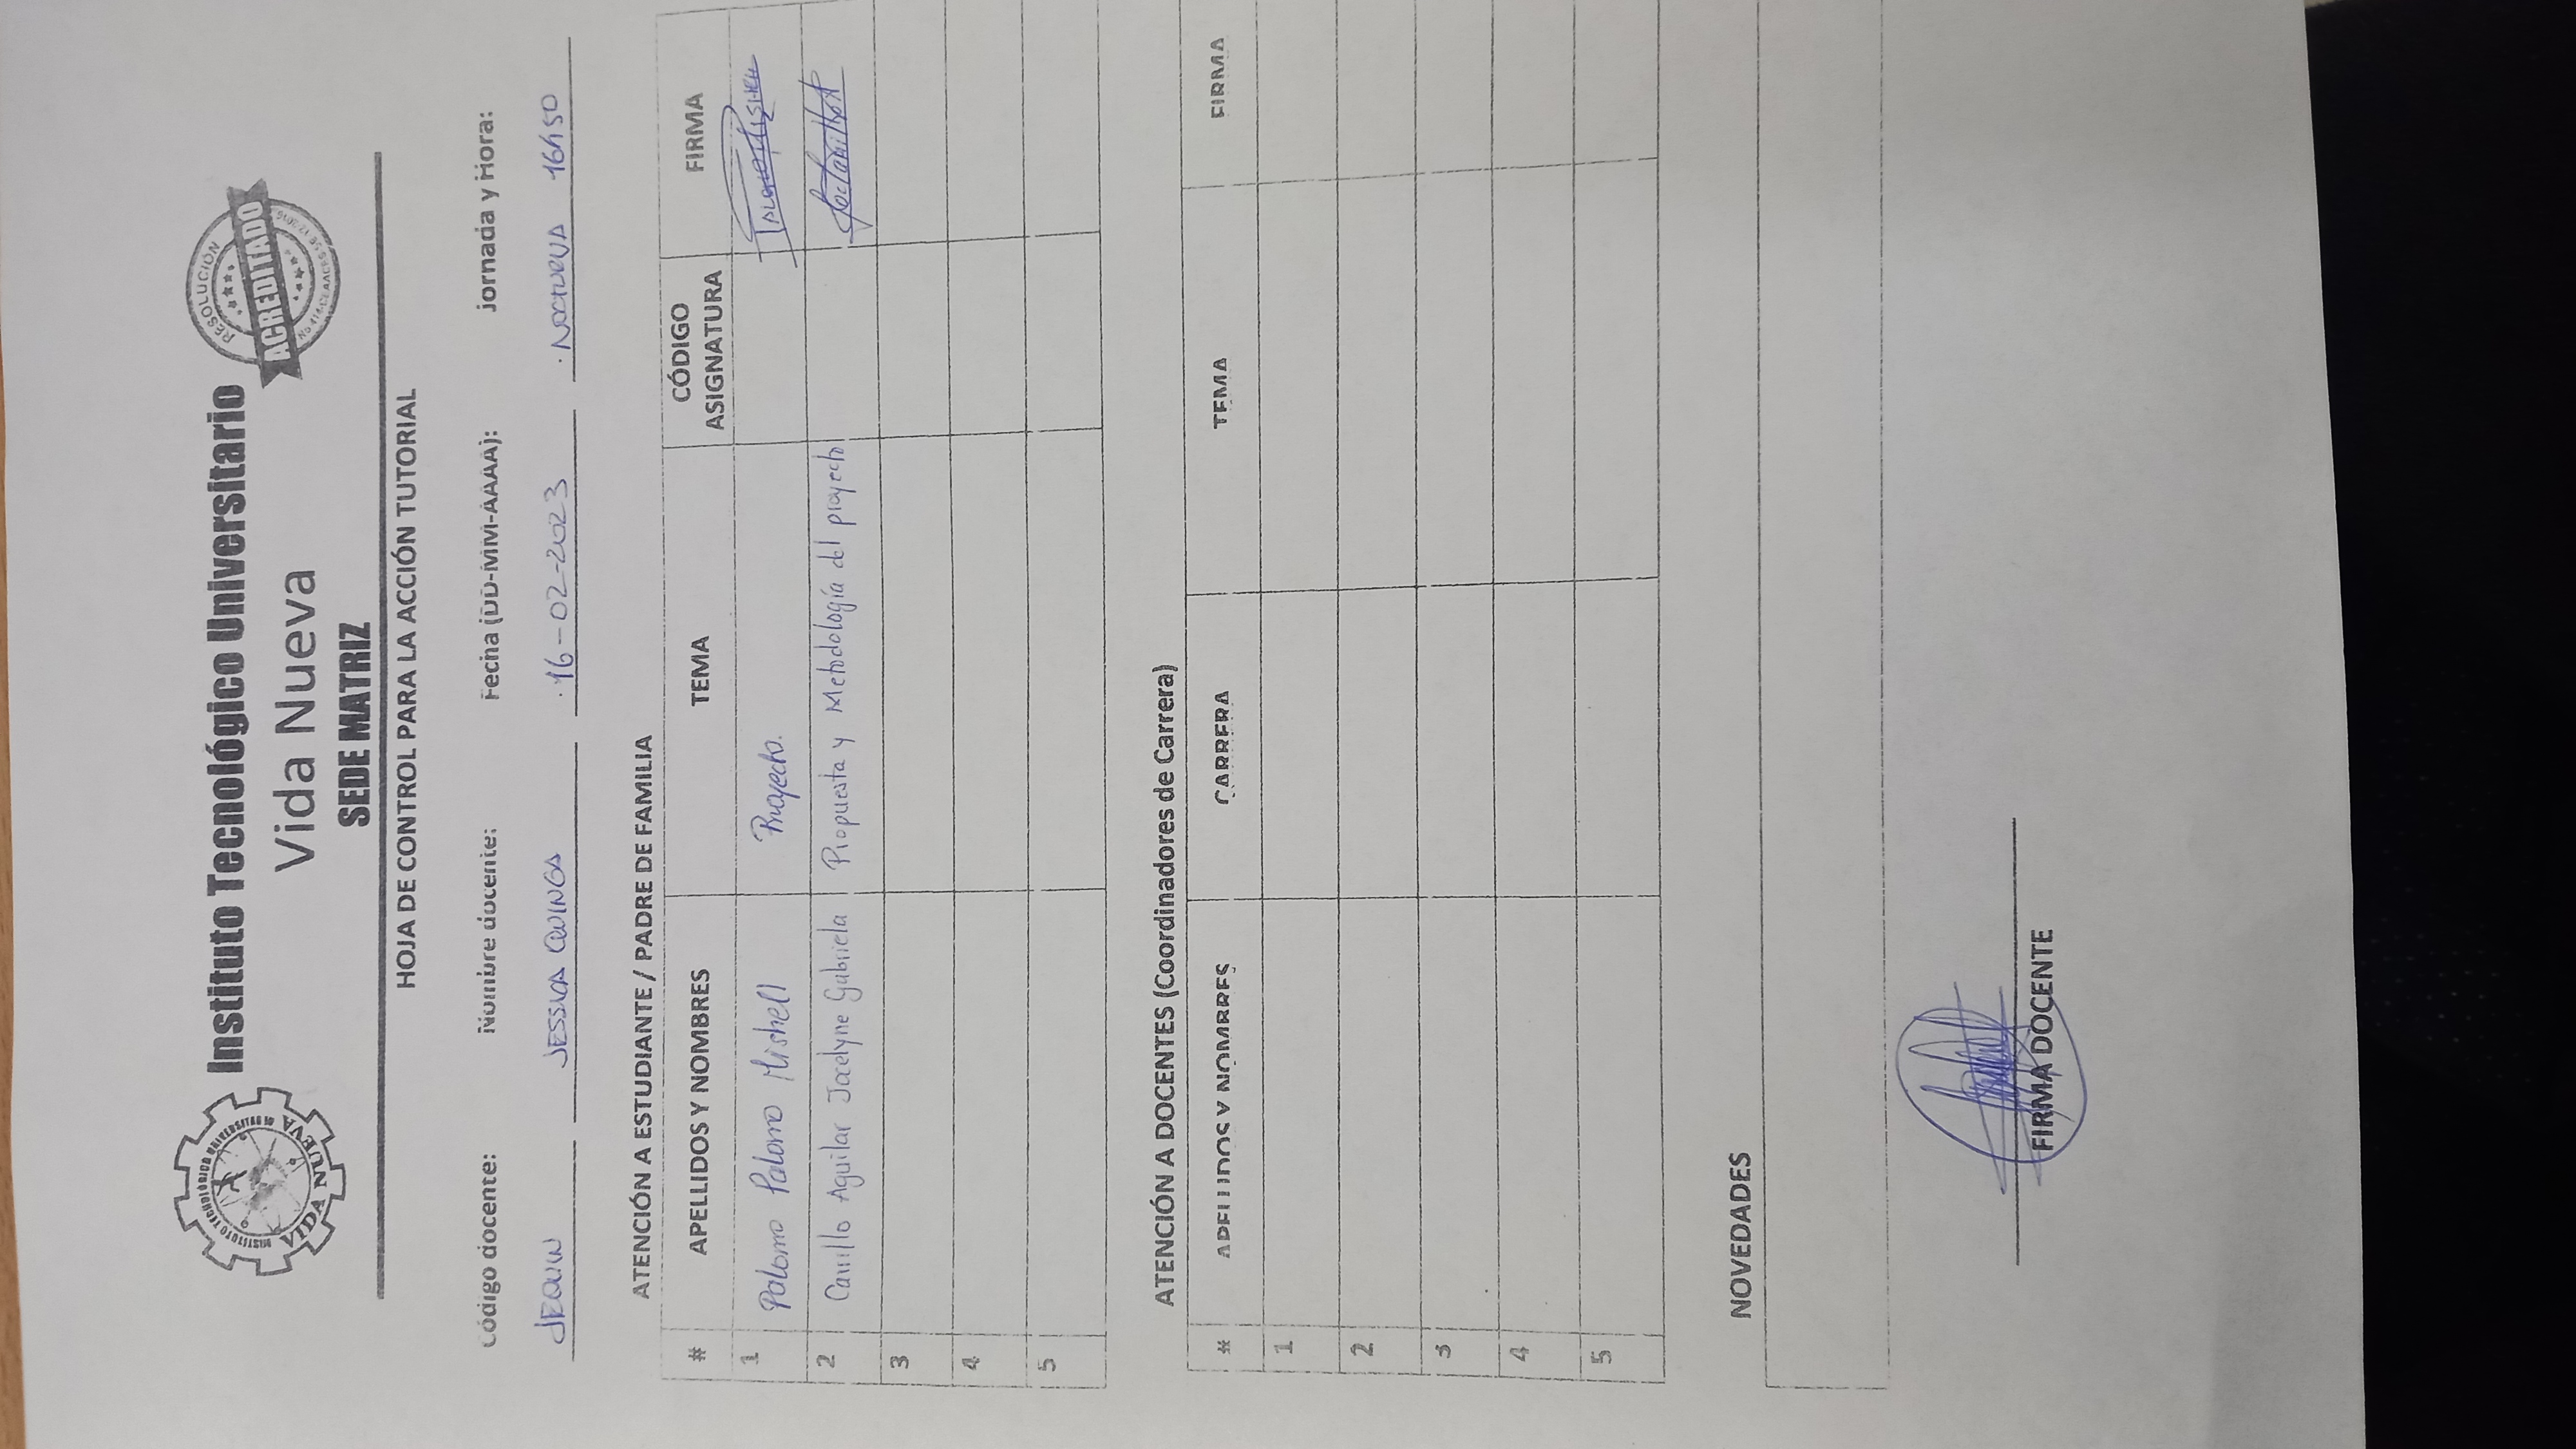 INSTITUTO TECNOLÓGICO UNIVERSITARIO
VIDA NUEVA
Instituto Tecnológico Universitario
Vida Nueva
SEDE MATRIZ
RESOLUCIÓN
ACREDITADO
HOJA DE CONTROL PARA LA ACCIÓN TUTORIAL
Código docente: Nombre docente: Fecha (DD-MM-AAAA): Jornada y Hora:
JEQUIN JESSICA QUINGA 16-02-2023 NOCTURNA 16h50
ATENCIÓN A ESTUDIANTE / PADRE DE FAMILIA
# APELLIDOS Y NOMBRES TEMA CÓDIGO ASIGNATURA FIRMA
1 Palomo Palomo Mishell Proyecto.
2 Carrillo Aguilar Jocelyne Gabriela Propuesta y Metodología del proyecto
3
4
5
ATENCIÓN A DOCENTES (Coordinadores de Carrera)
# APELLIDOS Y NOMBRES CARRERA TEMA FIRMA
1
2
3
4
5
NOVEDADES
FIRMA DOCENTE